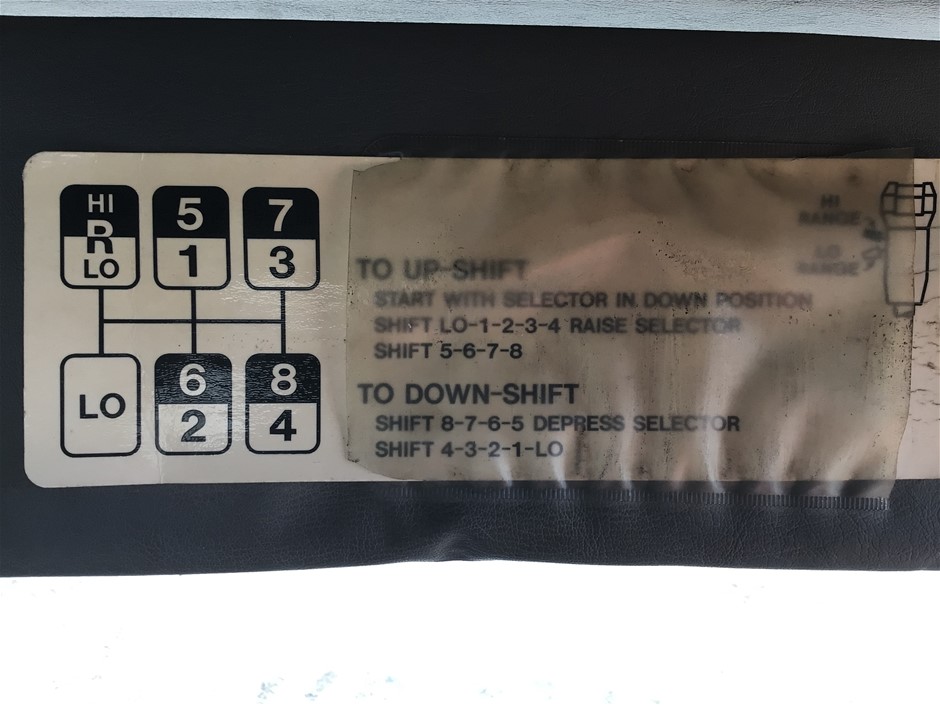 HI
R
LO
5
1
7
3
LO
6
2
8
4
HI
RANGE
LO
RANGE
TO UP-SHIFT
START WITH SELECTOR IN DOWN POSITION
SHIFT LO-1-2-3-4 RAISE SELECTOR
SHIFT 5-6-7-8
TO DOWN-SHIFT
SHIFT 8-7-6-5 DEPRESS SELECTOR
SHIFT 4-3-2-1-LO